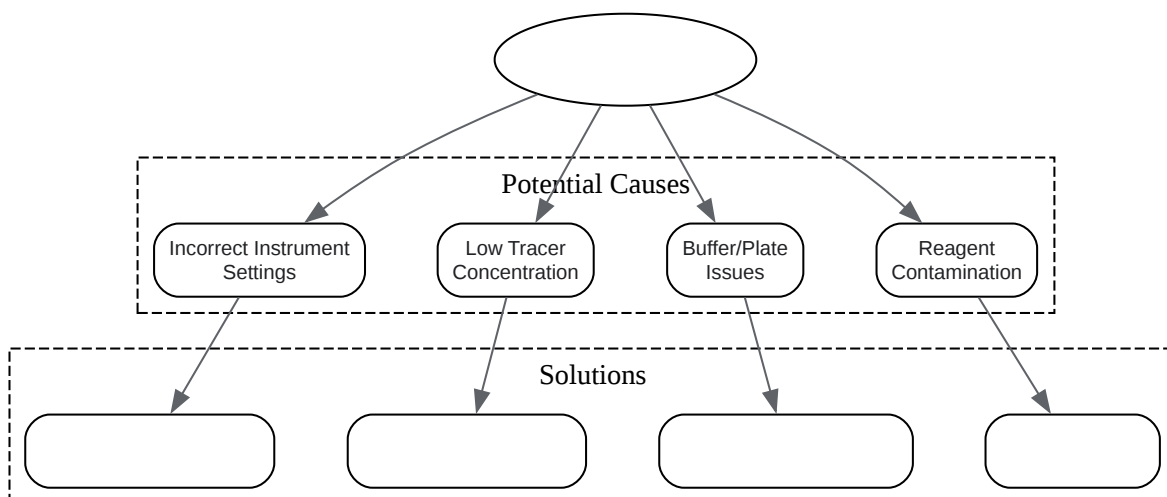 Potential Causes
Incorrect Instrument
Settings
Low Tracer
Concentration
Buffer/Plate
Issues
Reagent
Contamination
Solutions